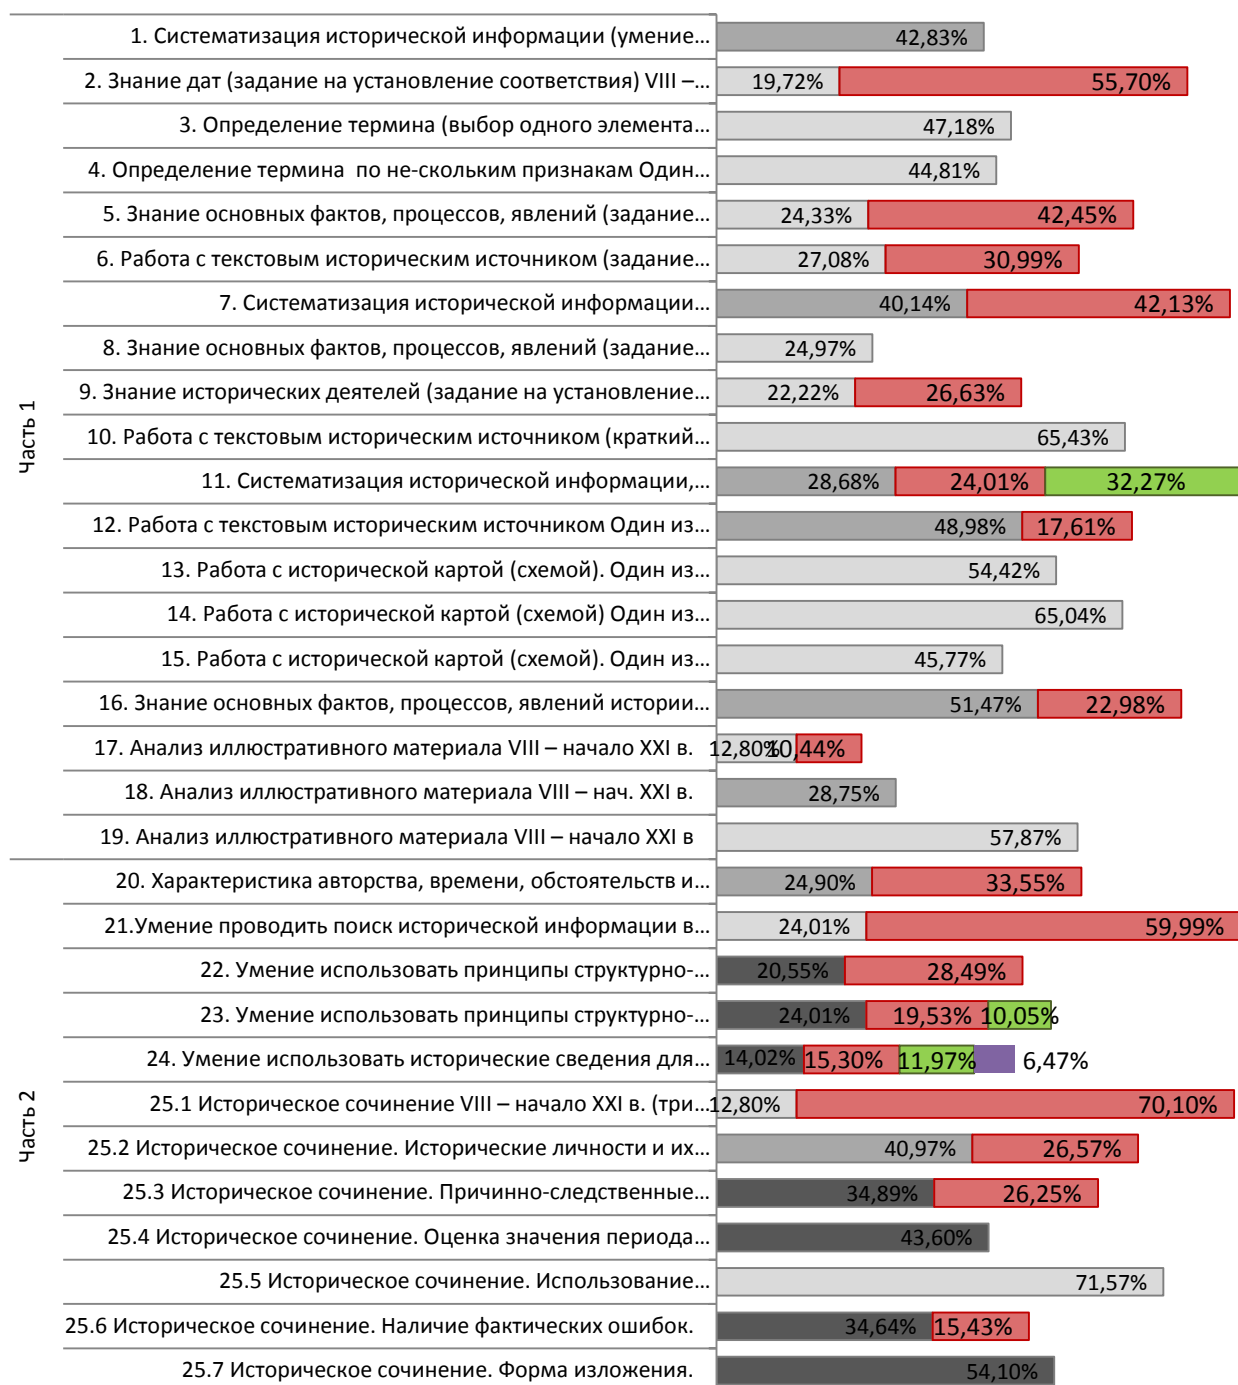 Часть 1
1. Систематизация исторической информации (умение... 42,83%
2. Знание дат (задание на установление соответствия) VIII –... 19,72% 55,70%
3. Определение термина (выбор одного элемента... 47,18%
4. Определение термина по не-скольким признакам Один... 44,81%
5. Знание основных фактов, процессов, явлений (задание... 24,33% 42,45%
6. Работа с текстовым историческим источником (задание... 27,08% 30,99%
7. Систематизация исторической информации... 40,14% 42,13%
8. Знание основных фактов, процессов, явлений (задание... 24,97%
9. Знание исторических деятелей (задание на установление... 22,22% 26,63%
10. Работа с текстовым историческим источником (краткий... 65,43%
11. Систематизация исторической информации,... 28,68% 24,01% 32,27%
12. Работа с текстовым историческим источником Один из... 48,98% 17,61%
13. Работа с исторической картой (схемой). Один из... 54,42%
14. Работа с исторической картой (схемой) Один из... 65,04%
15. Работа с исторической картой (схемой). Один из... 45,77%
16. Знание основных фактов, процессов, явлений истории... 51,47% 22,98%
17. Анализ иллюстративного материала VIII – начало XXI в. 12,80% 10,44%
18. Анализ иллюстративного материала VIII – нач. XXI в. 28,75%
19. Анализ иллюстративного материала VIII – начало XXI в 57,87%
Часть 2
20. Характеристика авторства, времени, обстоятельств и... 24,90% 33,55%
21.Умение проводить поиск исторической информации в... 24,01% 59,99%
22. Умение использовать принципы структурно-... 20,55% 28,49%
23. Умение использовать принципы структурно-... 24,01% 19,53% 10,05%
24. Умение использовать исторические сведения для... 14,02% 15,30% 11,97% 6,47%
25.1 Историческое сочинение VIII – начало XXI в. (три... 12,80% 70,10%
25.2 Историческое сочинение. Исторические личности и их... 40,97% 26,57%
25.3 Историческое сочинение. Причинно-следственные... 34,89% 26,25%
25.4 Историческое сочинение. Оценка значения периода... 43,60%
25.5 Историческое сочинение. Использование... 71,57%
25.6 Историческое сочинение. Наличие фактических ошибок. 34,64% 15,43%
25.7 Историческое сочинение. Форма изложения. 54,10%